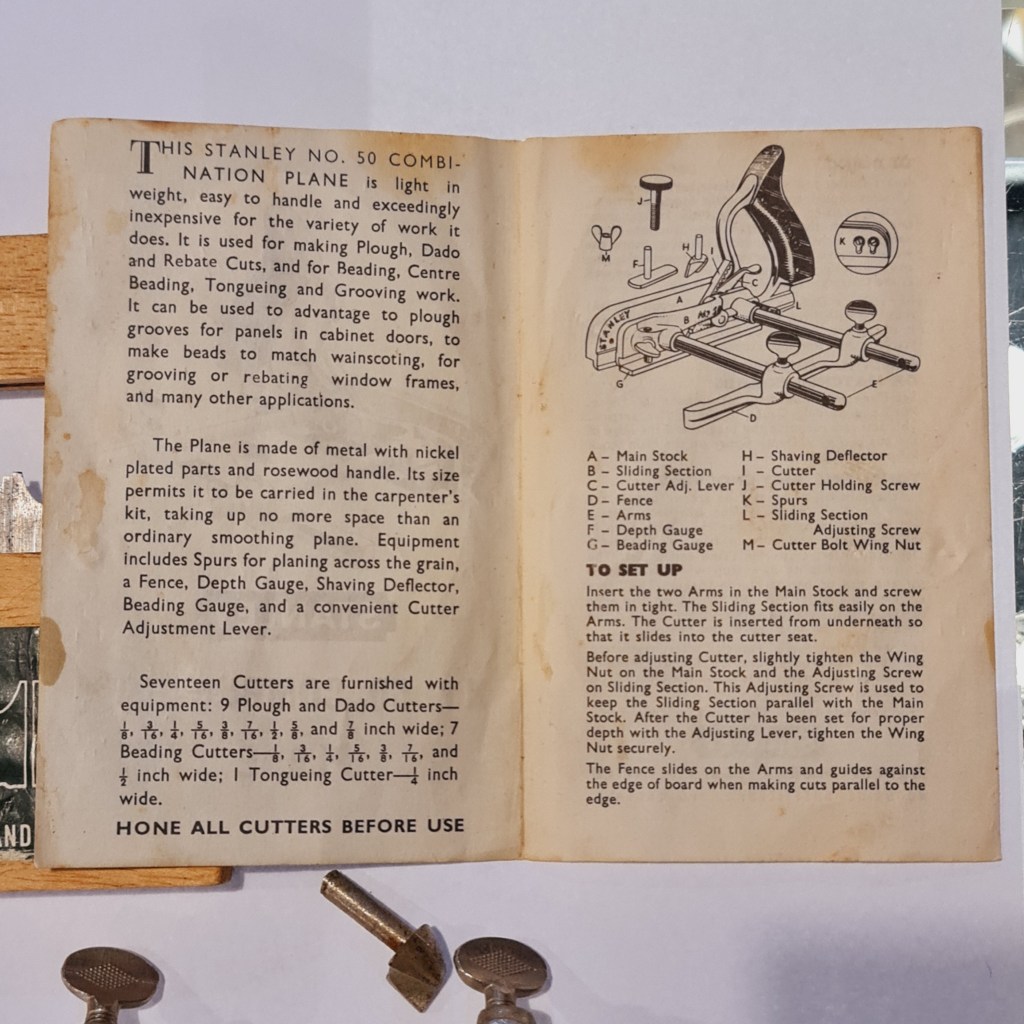 THIS STANLEY NO. 50 COMBI-
NATION PLANE is light in
weight, easy to handle and exceedingly
inexpensive for the variety of work it
does. It is used for making Plough, Dado
and Rebate Cuts, and for Beading, Centre
Beading, Tongueing and Grooving work.
It can be used to advantage to plough
grooves for panels in cabinet doors, to
make beads to match wainscoting, for
grooving or rebating window frames,
and many other applications.
The Plane is made of metal with nickel
plated parts and rosewood handle. Its size
permits it to be carried in the carpenter's
kit, taking up no more space than an
ordinary smoothing plane. Equipment
includes Spurs for planing across the grain,
a Fence, Depth Gauge, Shaving Deflector,
Beading Gauge, and a convenient Cutter
Adjustment Lever.
Seventeen Cutters are furnished with
equipment: 9 Plough and Dado Cutters—
1/8, 3/16, 1/4, 5/16, 3/8, 7/16, 1/2, 5/8, and 7/8 inch wide; 7
Beading Cutters—1/8, 3/16, 1/4, 5/16, 3/8, 7/16, and
1/2 inch wide; 1 Tongueing Cutter—1/4 inch
wide.
HONE ALL CUTTERS BEFORE USE
J
M
F
H
I
K
C
A
B
L
STANLEY
G
E
D
A – Main Stock
B – Sliding Section
C – Cutter Adj. Lever
D – Fence
E – Arms
F – Depth Gauge
G – Beading Gauge
H – Shaving Deflector
I – Cutter
J – Cutter Holding Screw
K – Spurs
L – Sliding Section
Adjusting Screw
M – Cutter Bolt Wing Nut
TO SET UP
Insert the two Arms in the Main Stock and screw
them in tight. The Sliding Section fits easily on the
Arms. The Cutter is inserted from underneath so
that it slides into the cutter seat.
Before adjusting Cutter, slightly tighten the Wing
Nut on the Main Stock and the Adjusting Screw
on Sliding Section. This Adjusting Screw is used to
keep the Sliding Section parallel with the Main
Stock. After the Cutter has been set for proper
depth with the Adjusting Lever, tighten the Wing
Nut securely.
The Fence slides on the Arms and guides against
the edge of board when making cuts parallel to the
edge.
AND